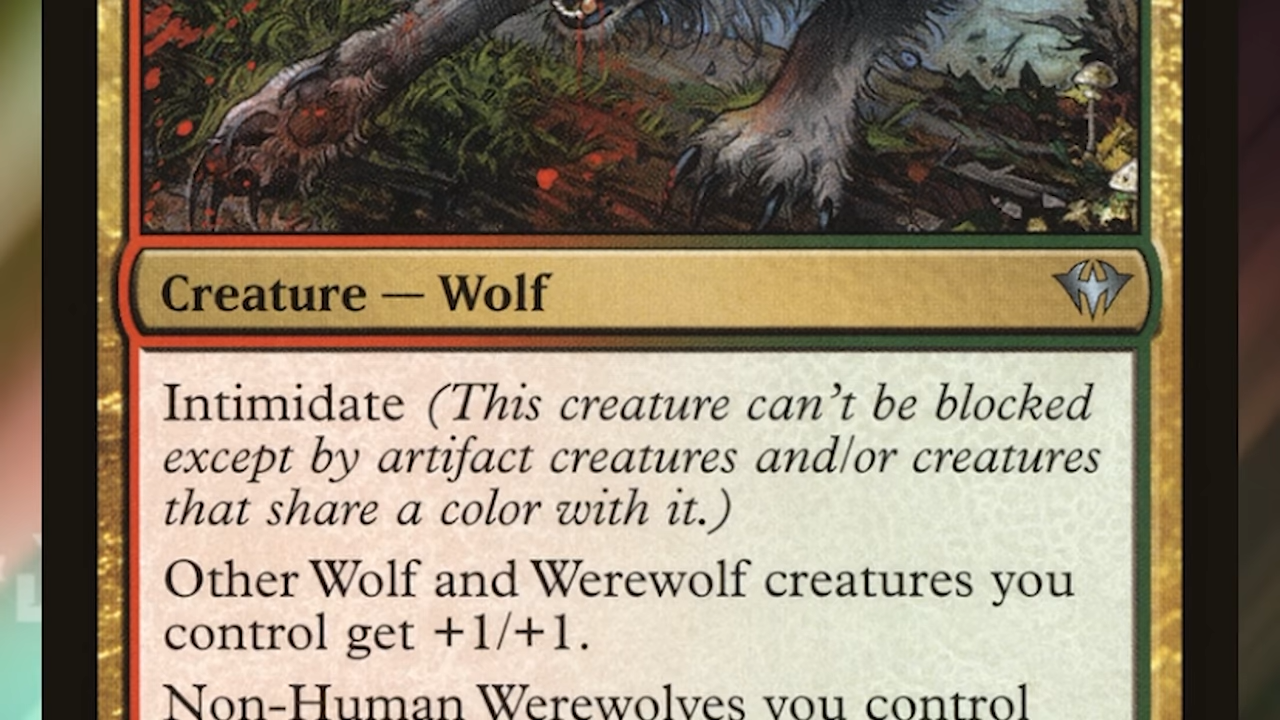 Creature — Wolf
Intimidate (This creature can't be blocked
except by artifact creatures and/or creatures
that share a color with it.)
Other Wolf and Werewolf creatures you
control get +1/+1.
Non-Human Werewolves you control